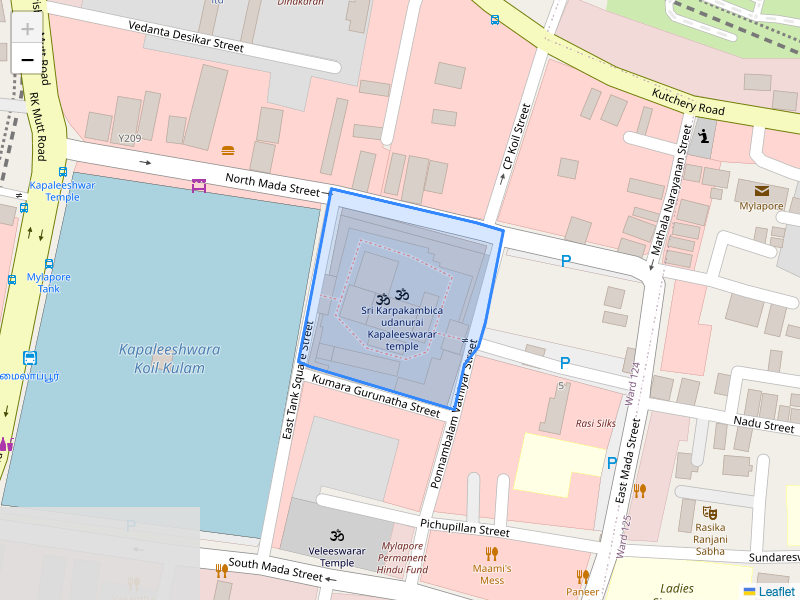 Dinakaran
Vedanta Desikar Street
+
−
RK Mutt Road
Kutchery Road
Y209
CP Koil Street
Mathala Narayanan Street
North Mada Street
Kapaleeshwar
Temple
Mylapore
P
Mylapore
Tank
Sri Karpakambica
udanurai
Kapaleeswarar
temple
Kapaleeshwara
Koil Kulam
P
Ward 124
East Tank Square Street
Kumara Gurunatha Street
Ponnambalam Vathiyar Street
5
Rasi Silks
Nadu Street
East Mada Street
P
Pichupillan Street
Rasika
Ranjani
Sabha
Ward 125
P
Veleeswarar
Temple
Mylapore
Permanent
Hindu Fund
Maami's
Mess
South Mada Street
Paneer
Ladies
Leaflet